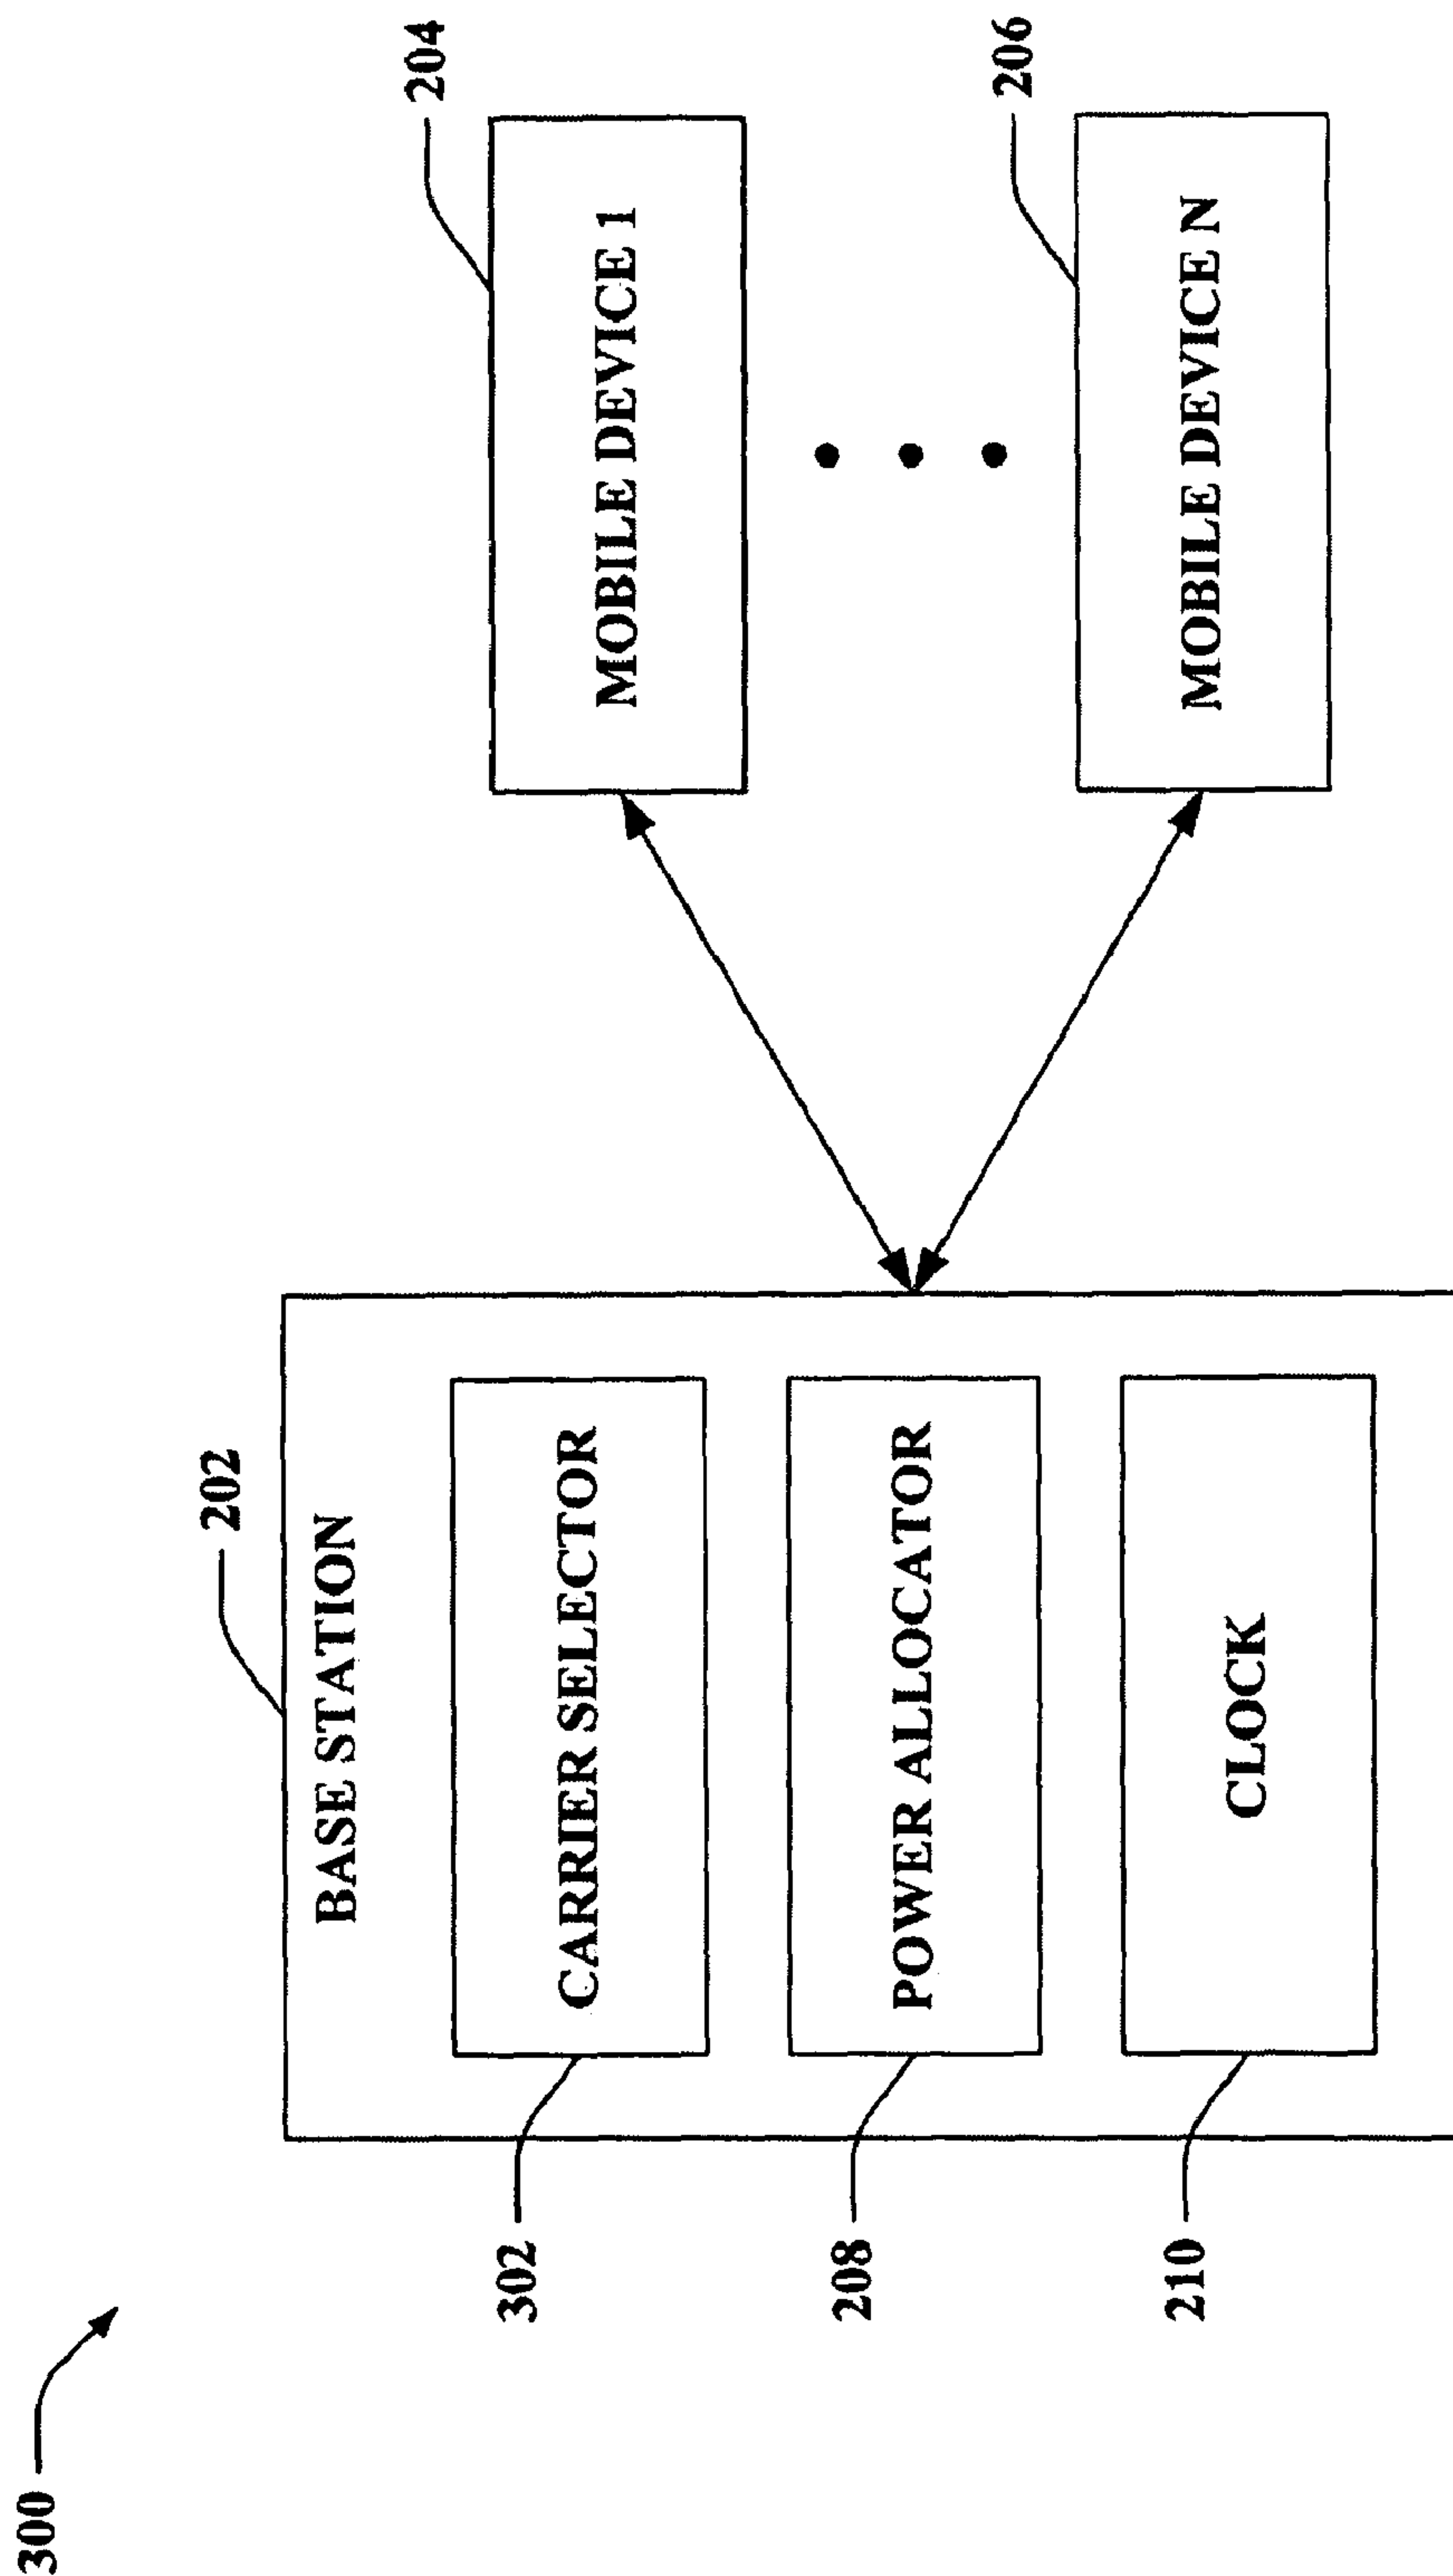 300
202
BASE STATION
302
CARRIER SELECTOR
208
POWER ALLOCATOR
210
CLOCK
204
MOBILE DEVICE 1
206
MOBILE DEVICE N